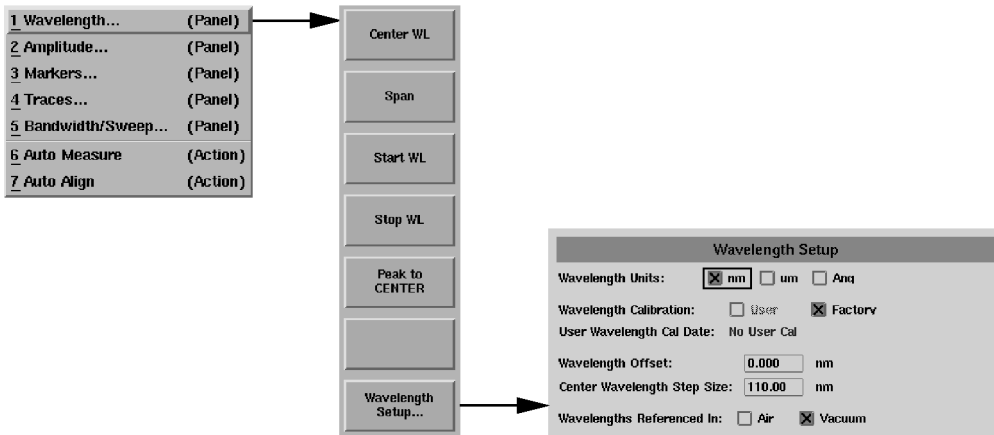 1 Wavelength... (Panel)
2 Amplitude... (Panel)
3 Markers... (Panel)
4 Traces... (Panel)
5 Bandwidth/Sweep... (Panel)
6 Auto Measure (Action)
7 Auto Align (Action)
Center WL
Span
Start WL
Stop WL
Peak to
CENTER
Wavelength
Setup...
Wavelength Setup
Wavelength Units: nm um Ang
Wavelength Calibration: User Factory
User Wavelength Cal Date: No User Cal
Wavelength Offset: 0.000 nm
Center Wavelength Step Size: 110.00 nm
Wavelengths Referenced In: Air Vacuum